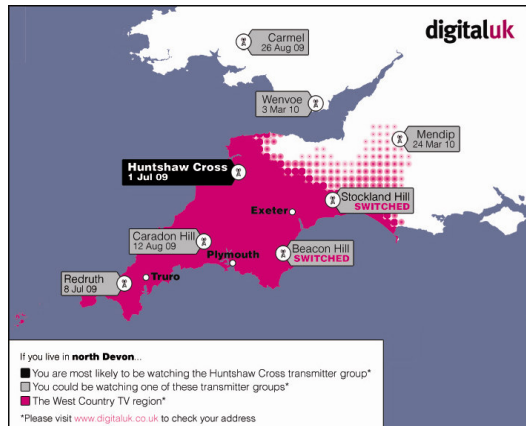 digitaluk
Carmel
26 Aug 09
Wenvoe
3 Mar 10
Mendip
24 Mar 10
Huntshaw Cross
1 Jul 09
Stockland Hill
SWITCHED
Exeter
Caradon Hill
12 Aug 09
Plymouth
Beacon Hill
SWITCHED
Redruth
8 Jul 09
Truro
If you live in north Devon...
You are most likely to be watching the Huntshaw Cross transmitter group*
You could be watching one of these transmitter groups*
The West Country TV region*
*Please visit www.digitaluk.co.uk to check your address